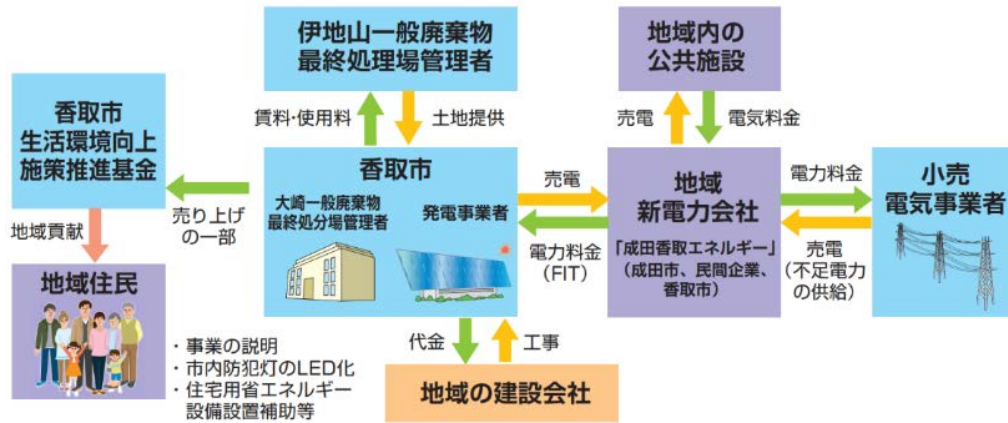 伊地山一般廃棄物
最終処理場管理者
地域内の
公共施設
賃料・使用料
土地提供
売電
電気料金
香取市
生活環境向上
施策推進基金
売り上げ
の一部
香取市
大崎一般廃棄物
最終処分場管理者
発電事業者
売電
電力料金
（FIT）
地域
新電力会社
「成田香取エネルギー」
（成田市、民間企業、
香取市）
電力料金
売電
（不足電力
の供給）
小売
電気事業者
地域貢献
地域住民
・事業の説明
・市内防犯灯のLED化
・住宅用省エネルギー
設備設置補助等
代金
工事
地域の建設会社